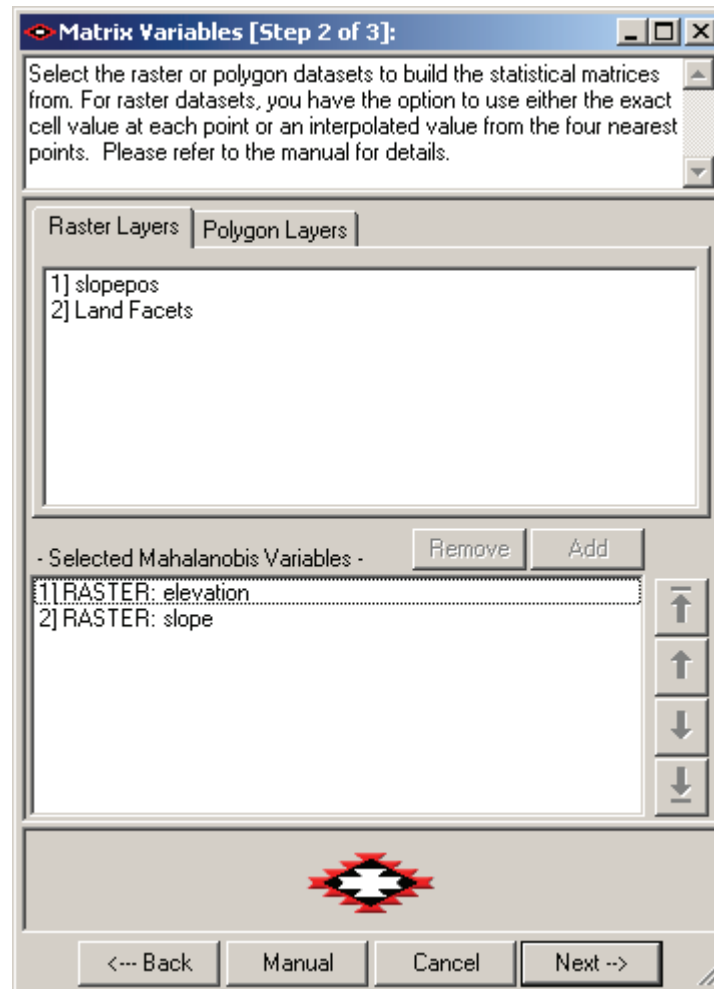 Matrix Variables [Step 2 of 3]:
Select the raster or polygon datasets to build the statistical matrices
from. For raster datasets, you have the option to use either the exact
cell value at each point or an interpolated value from the four nearest
points. Please refer to the manual for details.
Raster Layers Polygon Layers
1] slopepos
2] Land Facets
- Selected Mahalanobis Variables - Remove Add
1] RASTER: elevation
2] RASTER: slope
<--- Back Manual Cancel Next -->